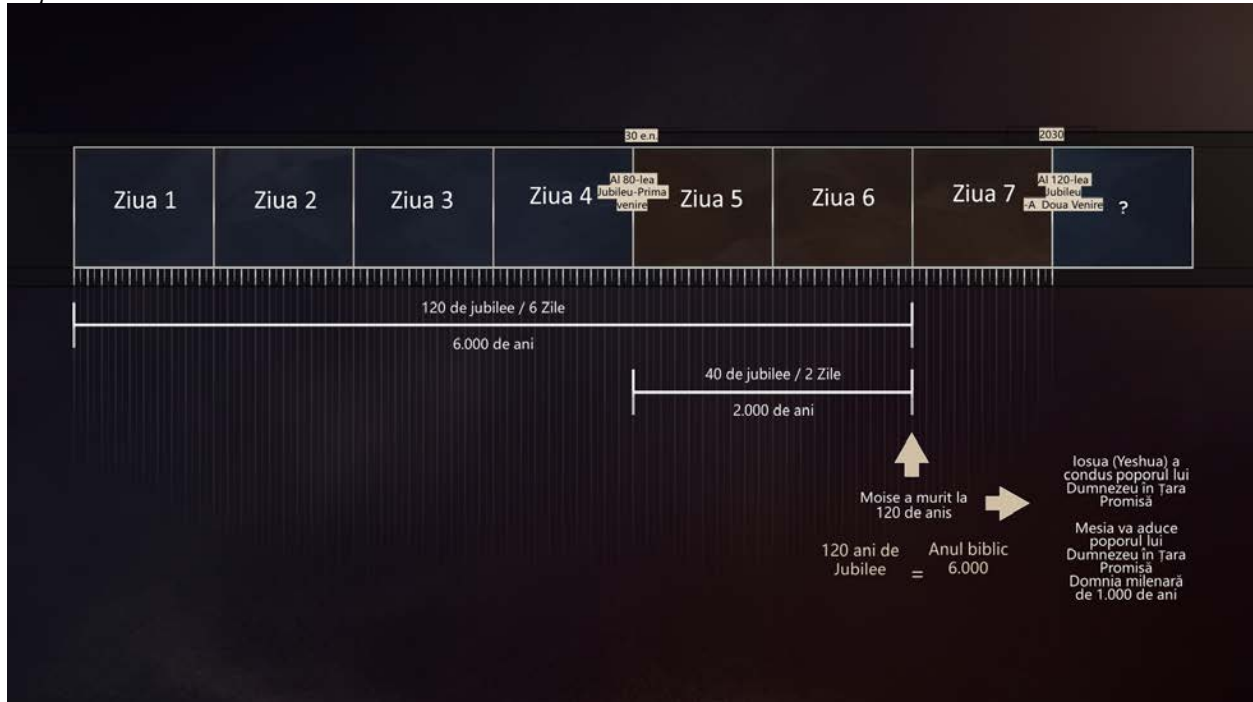 30 e.n.
2030
Ziua 1
Ziua 2
Ziua 3
Ziua 4
Al 80-lea
Jubileu-Prima
venire
Ziua 5
Ziua 6
Ziua 7
Al 120-lea
Jubileu
-A Doua Venire
?
120 de jubilee / 6 Zile
6.000 de ani
40 de jubilee / 2 Zile
2.000 de ani
Moise a murit la
120 de anis
120 ani de
Jubilee
=
Anul biblic
6.000
Iosua (Yeshua) a
condus poporul lui
Dumnezeu în Țara
Promisă
Mesia va aduce
poporul lui
Dumnezeu în Țara
Promisă
Domnia milenară
de 1.000 de ani